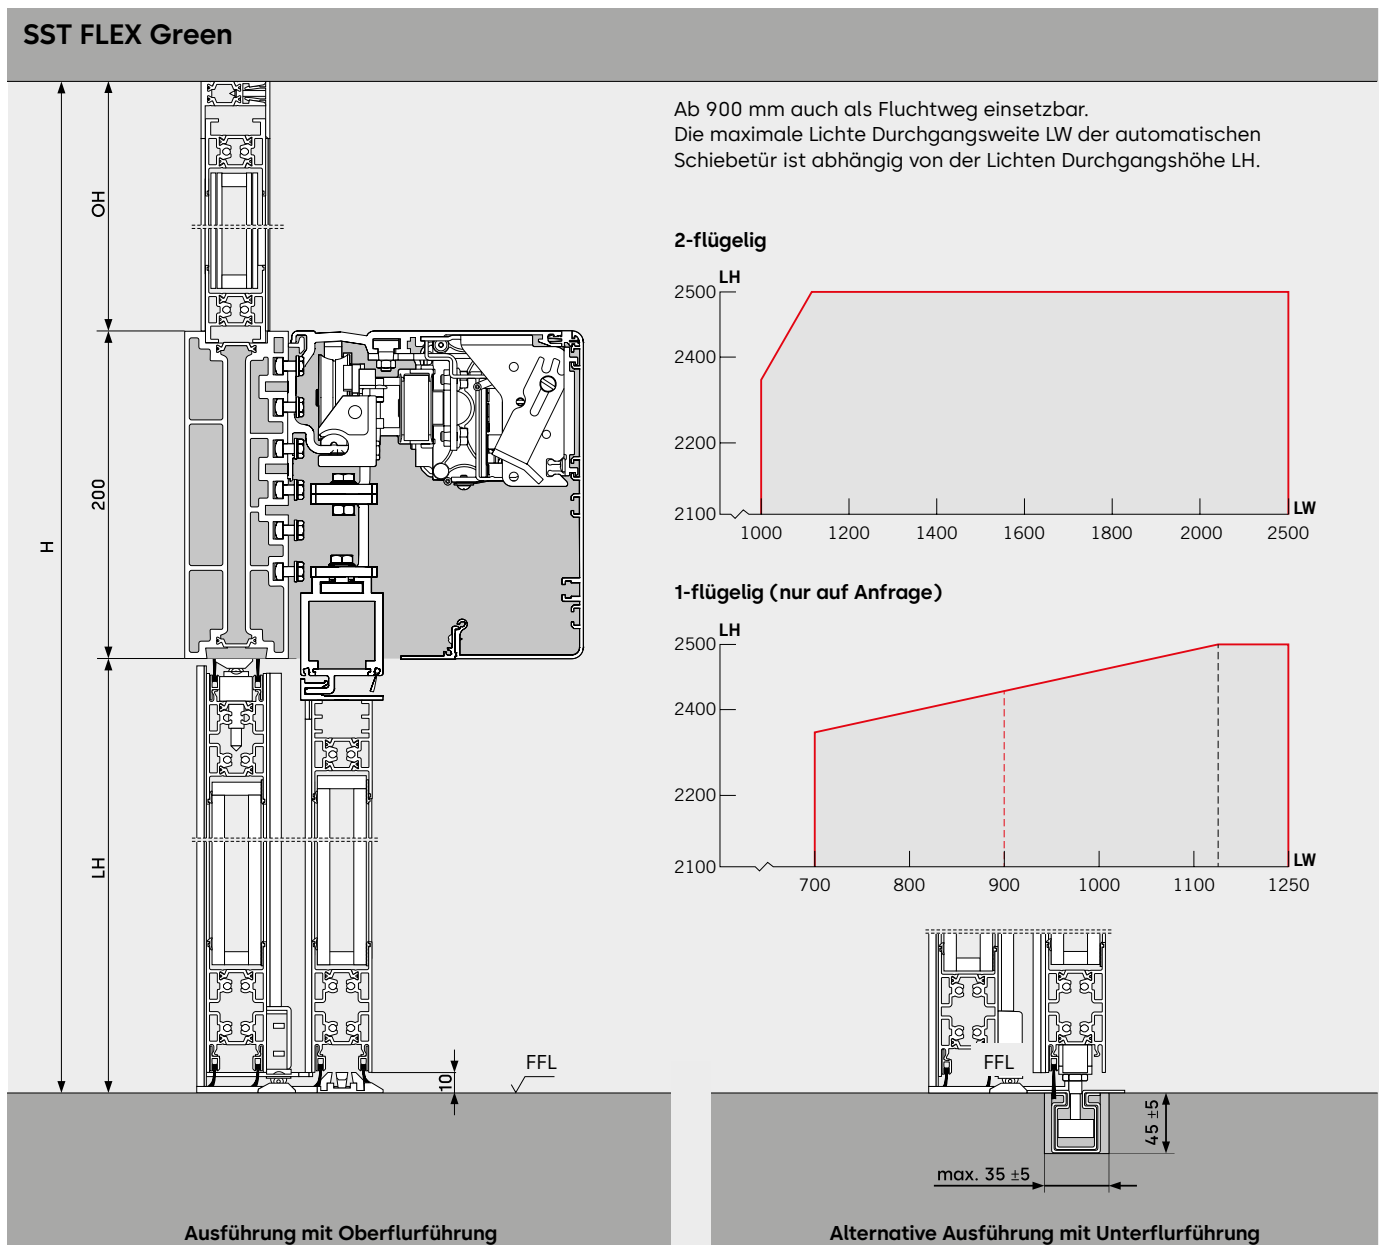 SST FLEX Green
Ab 900 mm auch als Fluchtweg einsetzbar.
Die maximale Lichte Durchgangsweite LW der automatischen
Schiebetür ist abhängig von der Lichten Durchgangshöhe LH.
H
OH
200
LH
10
FFL
2-flügelig
LH
2500
2400
2200
2100
LW
1000 1200 1400 1600 1800 2000 2500
1-flügelig (nur auf Anfrage)
LH
2500
2400
2200
2100
LW
700 800 900 1000 1100 1250
FFL
45 ±5
max. 35 ±5
Ausführung mit Oberflurführung
Alternative Ausführung mit Unterflurführung